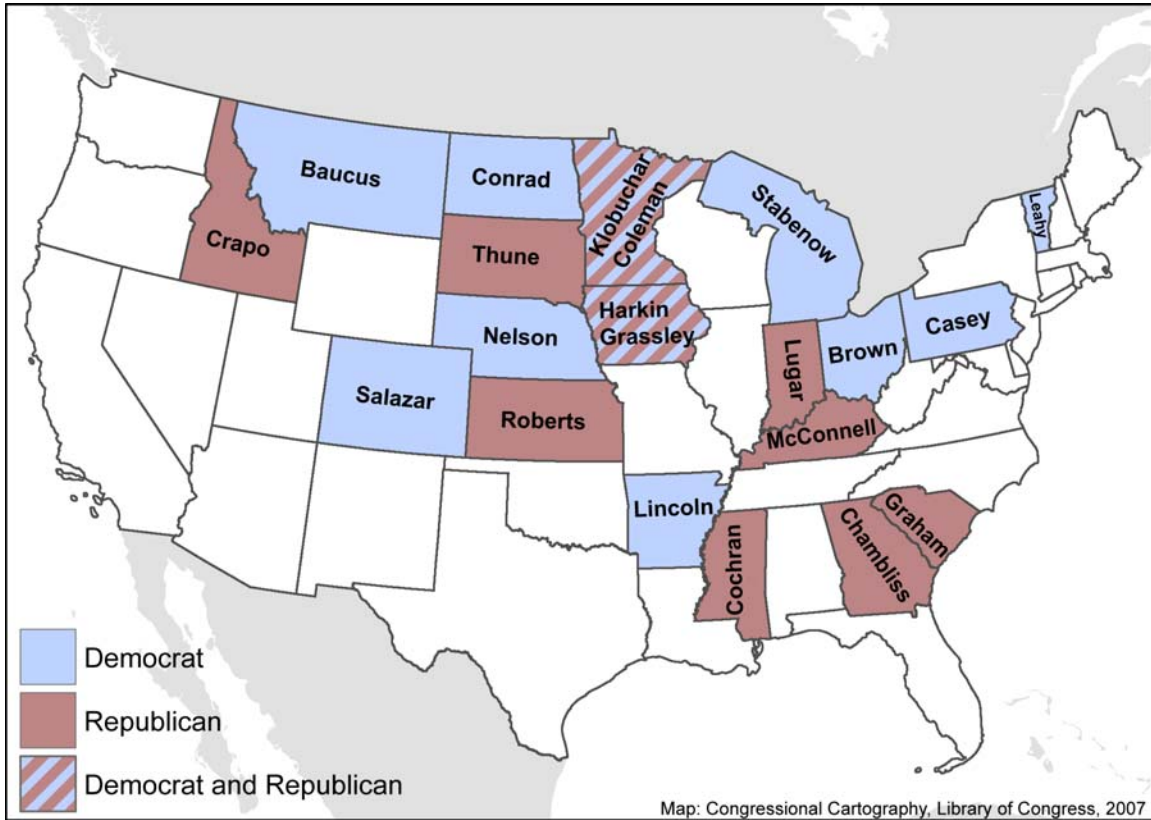 Baucus
Conrad
Klobuchar
Coleman
Stabenow
Leahy
Crapo
Thune
Harkin
Grassley
Nelson
Casey
Brown
Lugar
Salazar
Roberts
McConnell
Lincoln
Graham
Chambliss
Cochran
Democrat
Republican
Democrat and Republican
Map: Congressional Cartography, Library of Congress, 2007